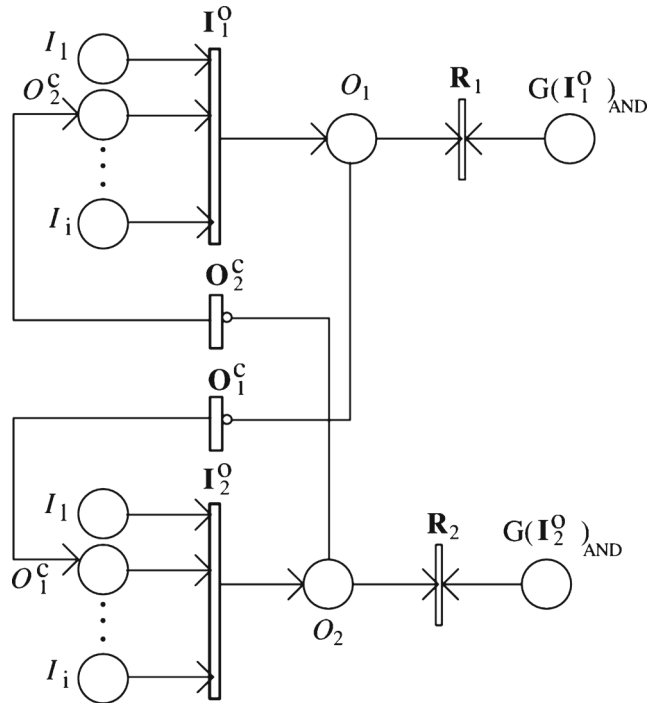 I₁ I₁ᴼ
O₂ᶜ O₁ R₁ G(I₁ᴼ)AND
Iᵢ
O₂ᶜ
O₁ᶜ
I₁ I₂ᴼ
R₂ G(I₂ᴼ)AND
O₁ᶜ
O₂
Iᵢ